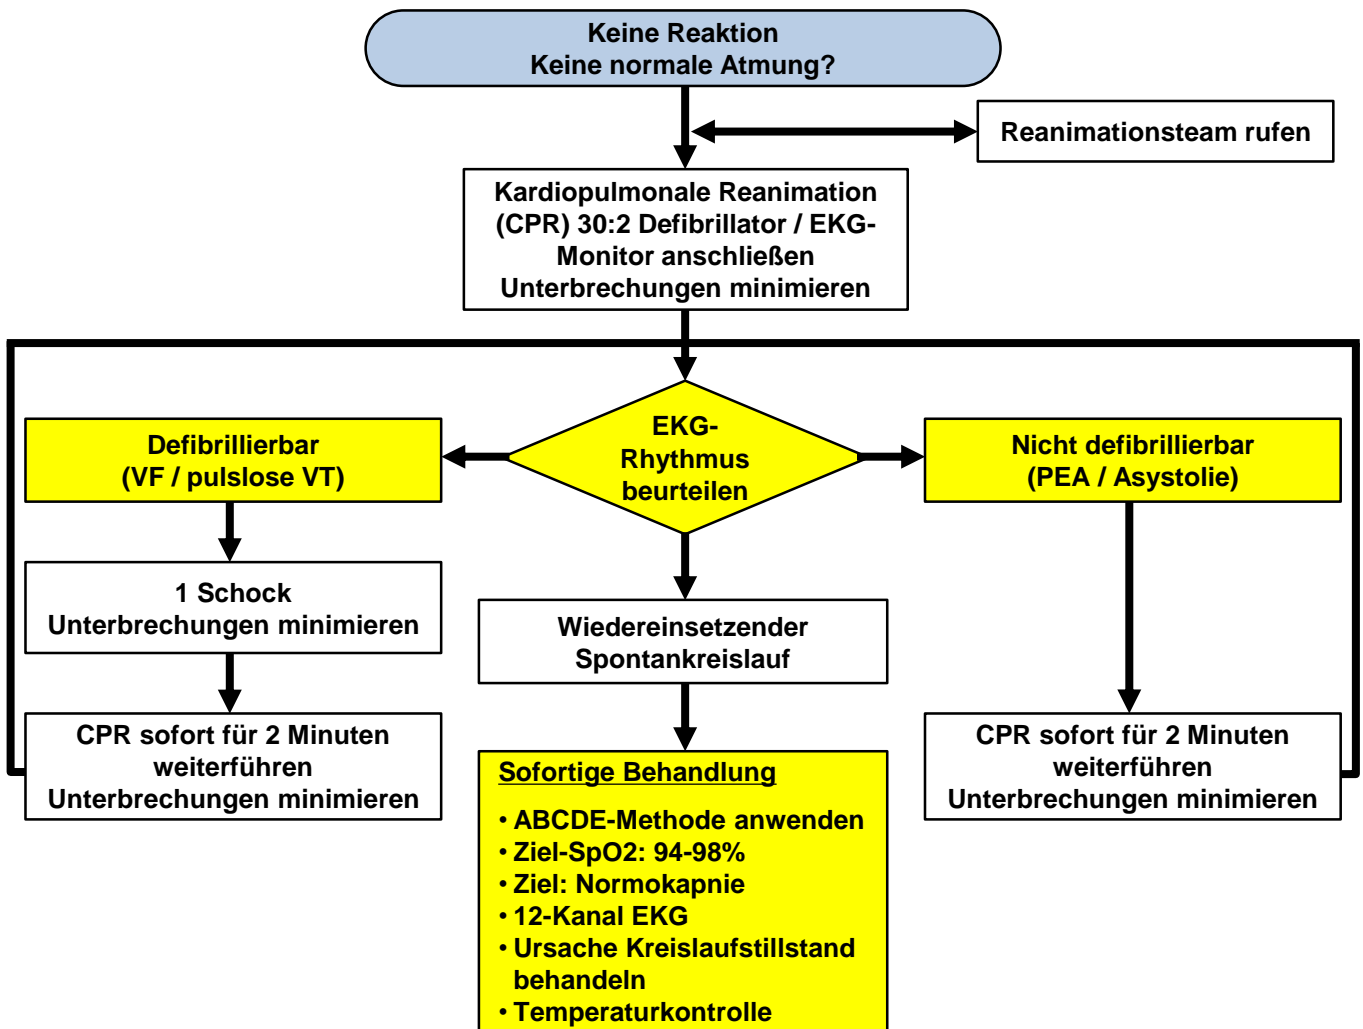 Keine Reaktion
Keine normale Atmung?
Reanimationsteam rufen
Kardiopulmonale Reanimation
(CPR) 30:2 Defibrillator / EKG-
Monitor anschließen
Unterbrechungen minimieren
EKG-
Rhythmus
beurteilen
Defibrillierbar
(VF / pulslose VT)
Nicht defibrillierbar
(PEA / Asystolie)
1 Schock
Unterbrechungen minimieren
Wiedereinsetzender
Spontankreislauf
CPR sofort für 2 Minuten
weiterführen
Unterbrechungen minimieren
Sofortige Behandlung
• ABCDE-Methode anwenden
• Ziel-SpO2: 94-98%
• Ziel: Normokapnie
• 12-Kanal EKG
• Ursache Kreislaufstillstand
behandeln
• Temperaturkontrolle
CPR sofort für 2 Minuten
weiterführen
Unterbrechungen minimieren